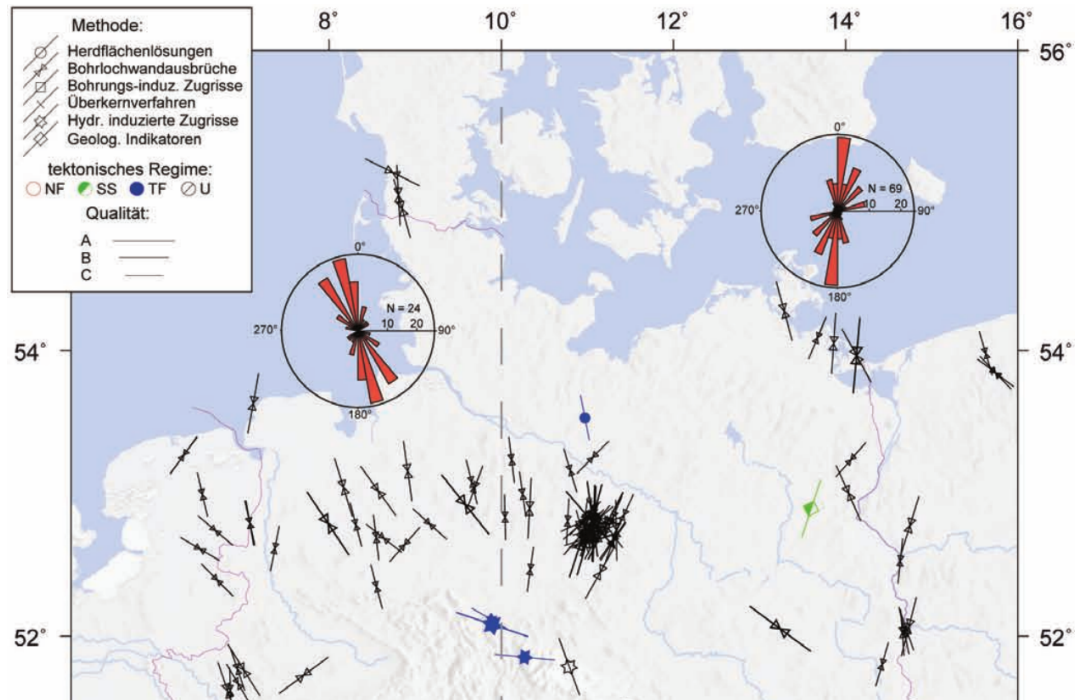 Methode:
Herdflächenlösungen
Bohrlochwandausbrüche
Bohrungs-induz. Zugrisse
Überkernverfahren
Hydr. induzierte Zugrisse
Geolog. Indikatoren
tektonisches Regime:
NF SS TF U
Qualität:
A
B
C
8° 10° 12° 14° 16°
56°
0°
N = 69
270° 10 20 90°
180°
0°
N = 24
270° 10 20 90°
180°
54° 54°
52° 52°